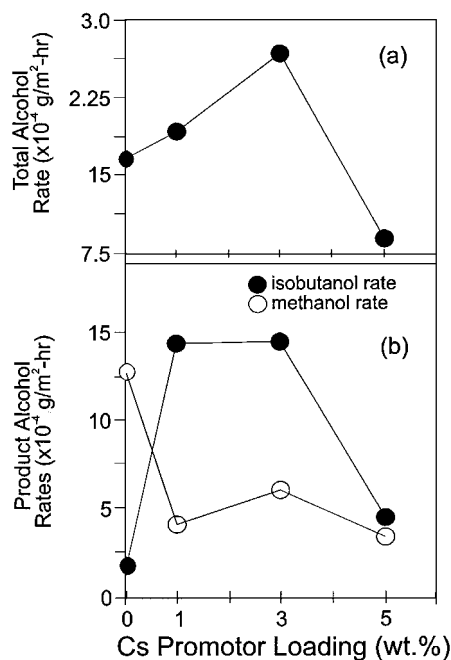 3.0
(a)
2.25
15
7.5
Total Alcohol
Rate (x10⁻⁴ g/m²-hr)
isobutanol rate
methanol rate
15
(b)
10
5
0
Product Alcohol
Rates (x10⁻⁴ g/m²-hr)
0 1 3 5
Cs Promotor Loading (wt.%)